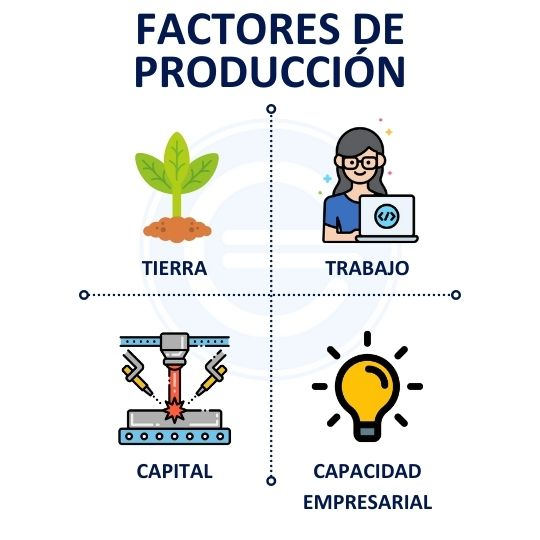 FACTORES DE
PRODUCCIÓN
TIERRA
TRABAJO
CAPITAL
CAPACIDAD
EMPRESARIAL